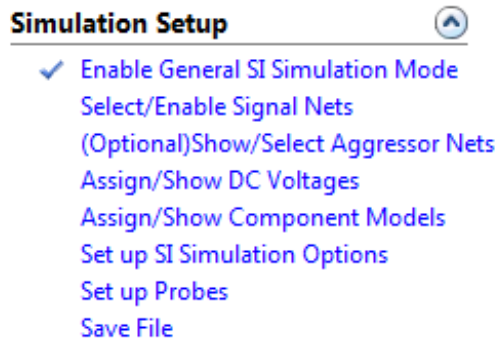 Simulation Setup
Enable General SI Simulation Mode
Select/Enable Signal Nets
(Optional)Show/Select Aggressor Nets
Assign/Show DC Voltages
Assign/Show Component Models
Set up SI Simulation Options
Set up Probes
Save File